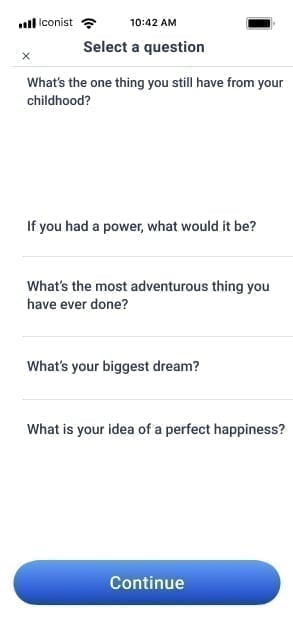 Iconist 10:42 AM
Select a question
×
What's the one thing you still have from your
childhood?
If you had a power, what would it be?
What's the most adventurous thing you
have ever done?
What's your biggest dream?
What is your idea of a perfect happiness?
Continue